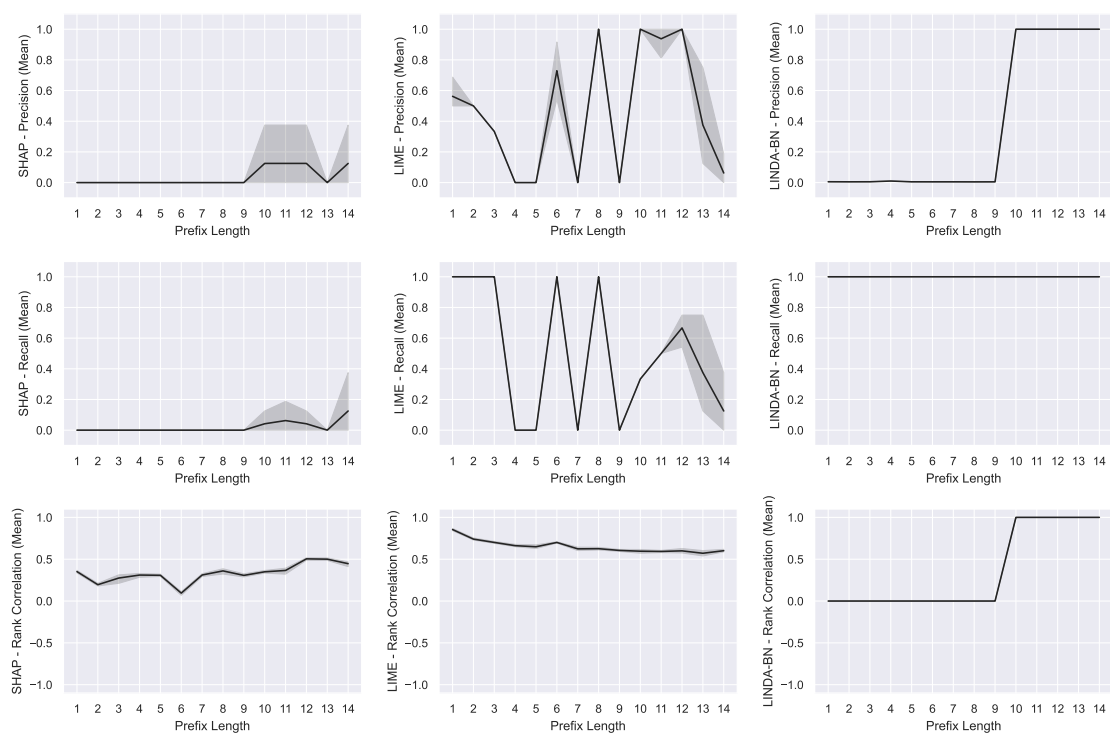 SHAP - Precision (Mean)
1.0
0.8
0.6
0.4
0.2
0.0
1 2 3 4 5 6 7 8 9 10 11 12 13 14
Prefix Length
LIME - Precision (Mean)
1.0
0.8
0.6
0.4
0.2
0.0
1 2 3 4 5 6 7 8 9 10 11 12 13 14
Prefix Length
LINDA-BN - Precision (Mean)
1.0
0.8
0.6
0.4
0.2
0.0
1 2 3 4 5 6 7 8 9 10 11 12 13 14
Prefix Length
SHAP - Recall (Mean)
1.0
0.8
0.6
0.4
0.2
0.0
1 2 3 4 5 6 7 8 9 10 11 12 13 14
Prefix Length
LIME - Recall (Mean)
1.0
0.8
0.6
0.4
0.2
0.0
1 2 3 4 5 6 7 8 9 10 11 12 13 14
Prefix Length
LINDA-BN - Recall (Mean)
1.0
0.8
0.6
0.4
0.2
0.0
1 2 3 4 5 6 7 8 9 10 11 12 13 14
Prefix Length
SHAP - Rank Correlation (Mean)
1.0
0.5
0.0
−0.5
−1.0
1 2 3 4 5 6 7 8 9 10 11 12 13 14
Prefix Length
LIME - Rank Correlation (Mean)
1.0
0.5
0.0
−0.5
−1.0
1 2 3 4 5 6 7 8 9 10 11 12 13 14
Prefix Length
LINDA-BN - Rank Correlation (Mean)
1.0
0.5
0.0
−0.5
−1.0
1 2 3 4 5 6 7 8 9 10 11 12 13 14
Prefix Length